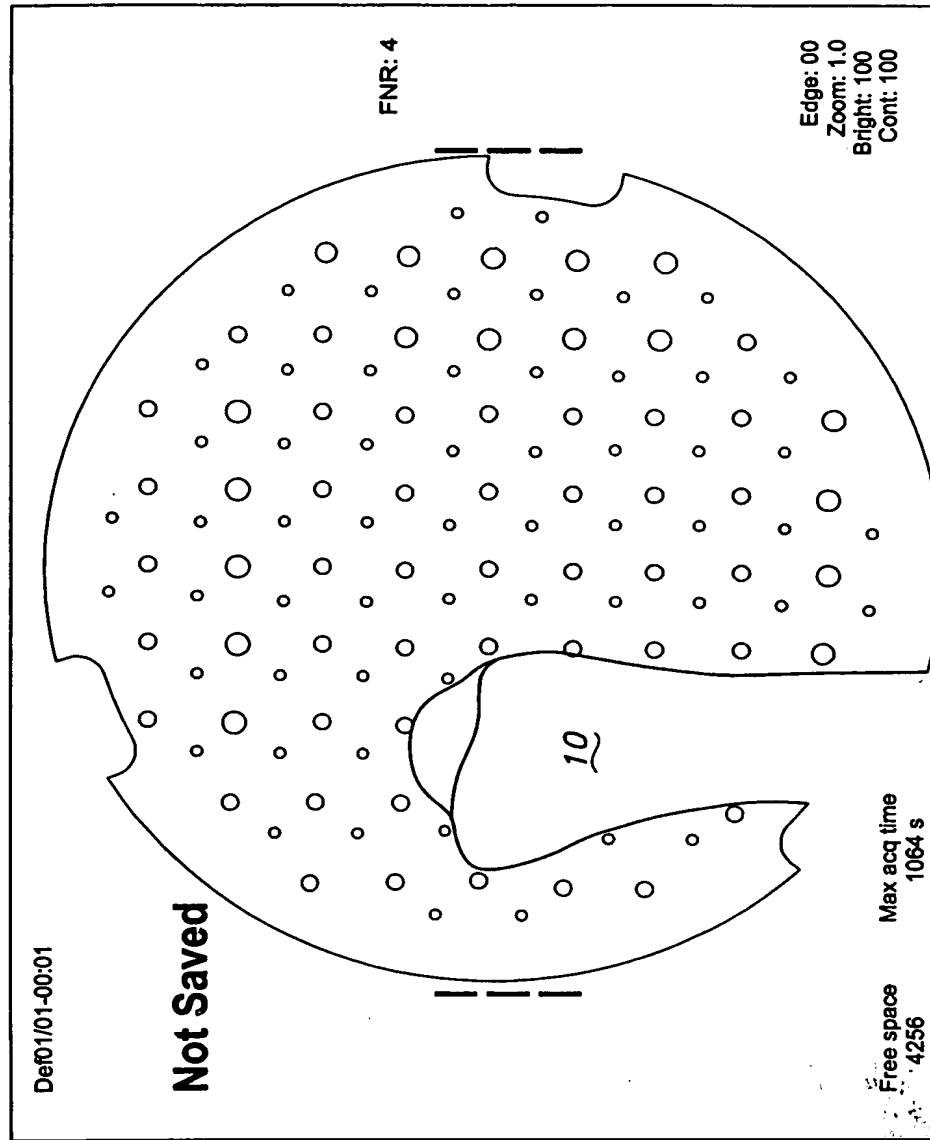 Def01/01-00:01
Not Saved
FNR: 4
10
Free space
4256
Max acq time
1064 s
Edge: 00
Zoom: 1.0
Bright: 100
Cont: 100